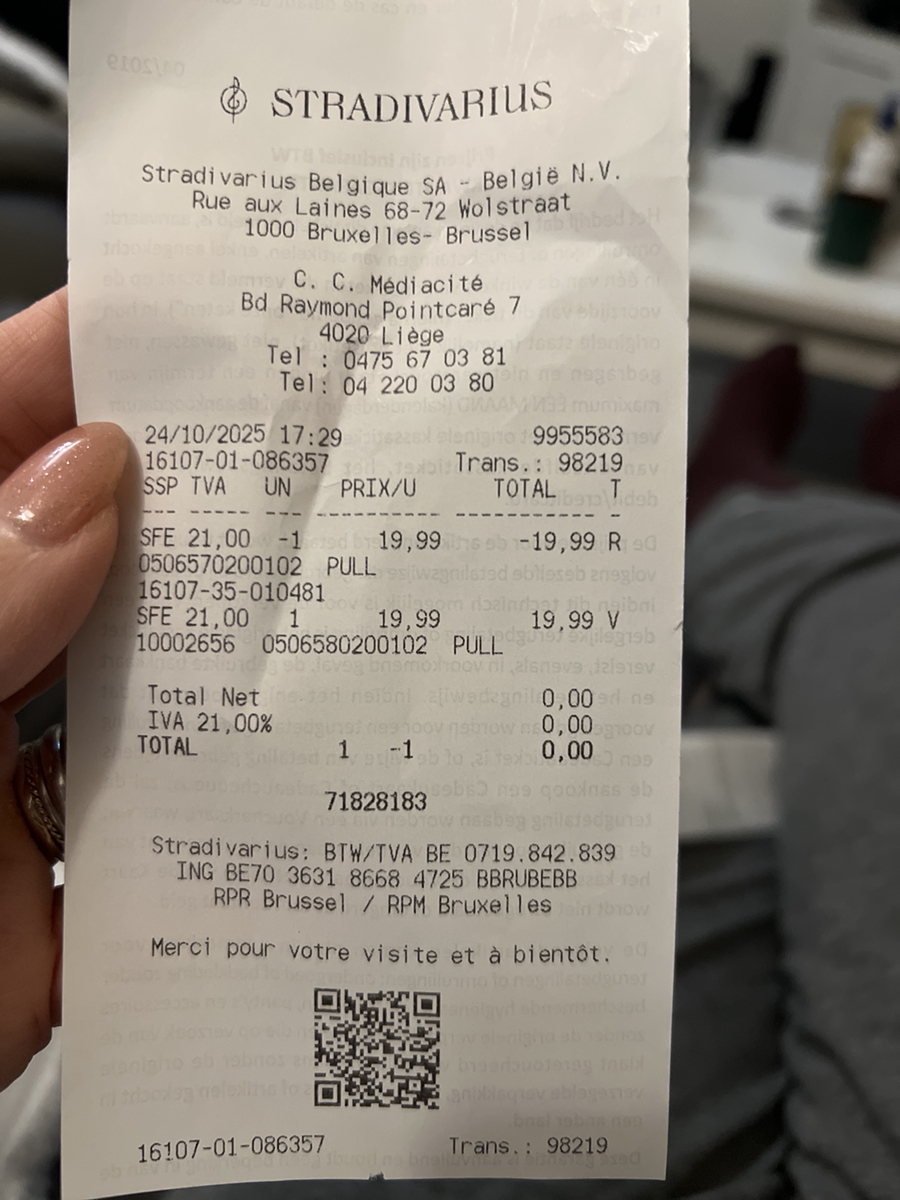 STRADIVARIUS
Stradivarius Belgique SA - België N.V.
Rue aux Laines 68-72 Wolstraat
1000 Bruxelles- Brussel
C. C. Médiacité
Bd Raymond Pointcaré 7
4020 Liège
Tel : 0475 67 03 81
Tel: 04 220 03 80
24/10/2025 17:29 9955583
16107-01-086357 Trans.: 98219
SSP TVA UN PRIX/U TOTAL T
--- ----- --- ---------- ------------ -
SFE 21,00 -1 19,99 -19,99 R
0506570200102 PULL
16107-35-010481
SFE 21,00 1 19,99 19,99 V
10002656 0506580200102 PULL
Total Net 0,00
IVA 21,00% 0,00
TOTAL 1 -1 0,00
71828183
Stradivarius: BTW/TVA BE 0719.842.839
ING BE70 3631 8668 4725 BBRUBEBB
RPR Brussel / RPM Bruxelles
Merci pour votre visite et à bientôt.
16107-01-086357 Trans.: 98219